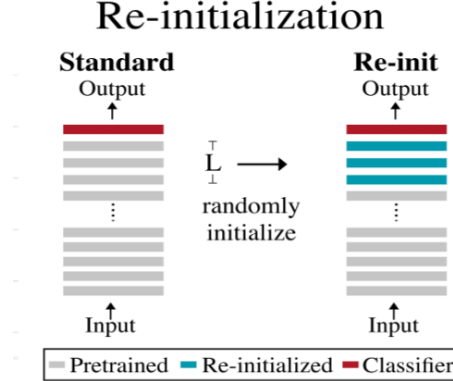 Re-initialization
Standard Re-init
Output Output
L
randomly
initialize
Input Input
Pretrained Re-initialized Classifier